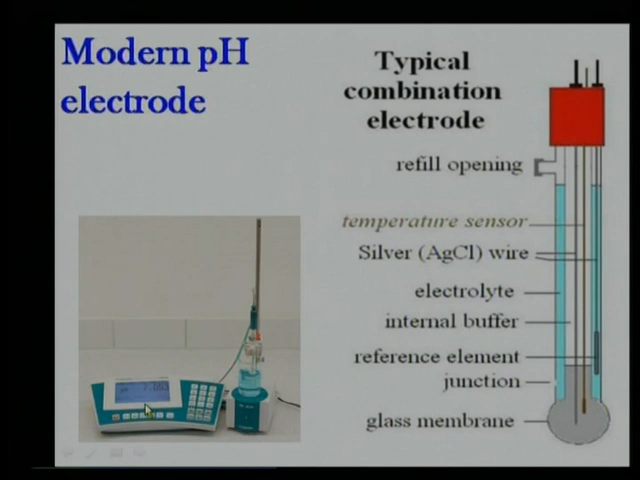 Modern pH
electrode
Typical
combination
electrode
refill opening
temperature sensor
Silver (AgCl) wire
electrolyte
internal buffer
reference element
junction
glass membrane